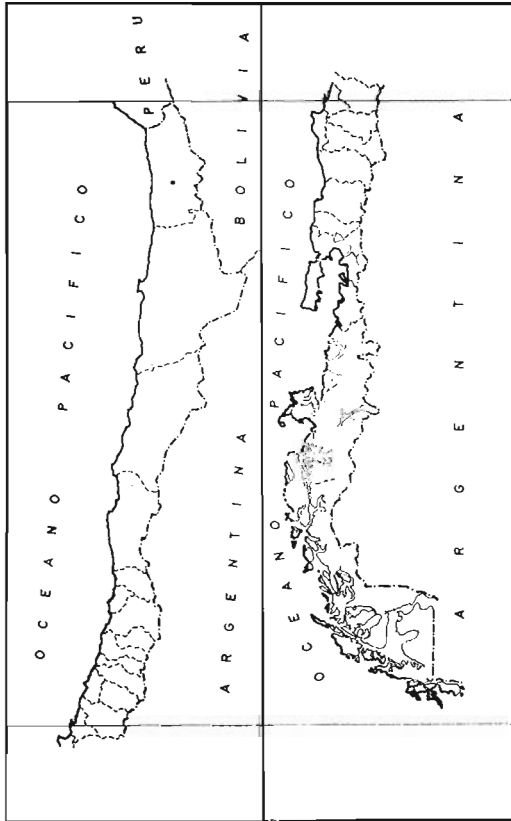 OCEANO PACIFICO
PERU
BOLIVIA
ARGENTINA
OCEANO PACIFICO
ARGENTINA